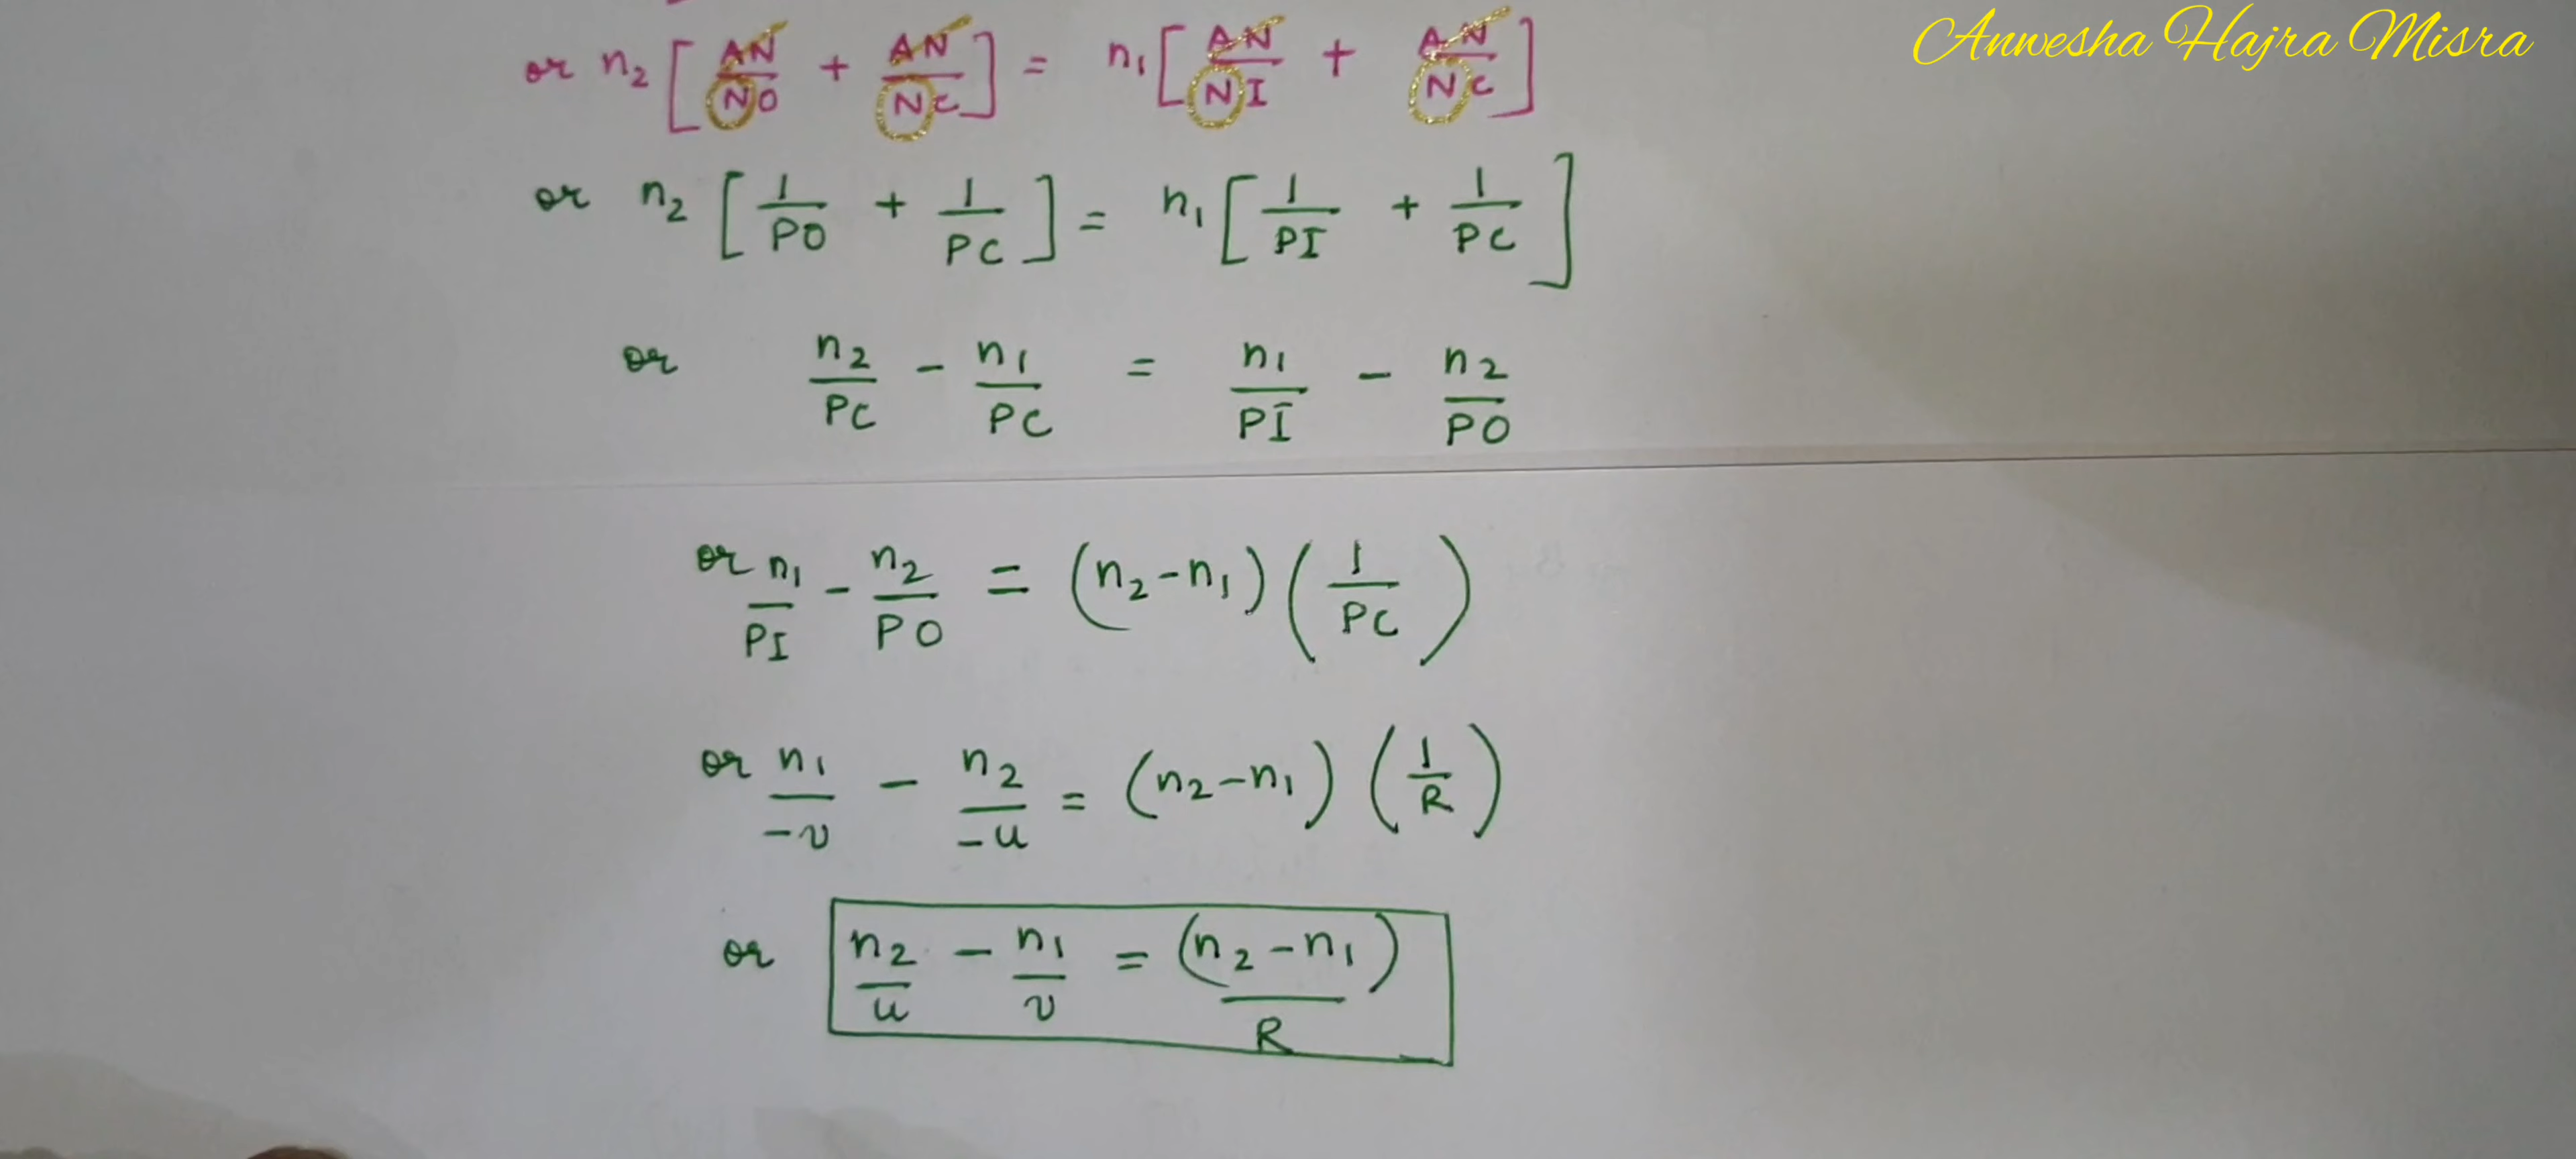 Anwesha Hajra Misra
or n₂ [AN/NO + AN/NC] = n₁ [AN/NI + AN/NC]
or n₂ [1/PO + 1/PC] = n₁ [1/PI + 1/PC]
or n₂/PC - n₁/PC = n₁/PI - n₂/PO
or n₁/PI - n₂/PO = (n₂-n₁) (1/PC)
or n₁/-v - n₂/-u = (n₂-n₁) (1/R)
or n₂/u - n₁/v = (n₂-n₁)/R